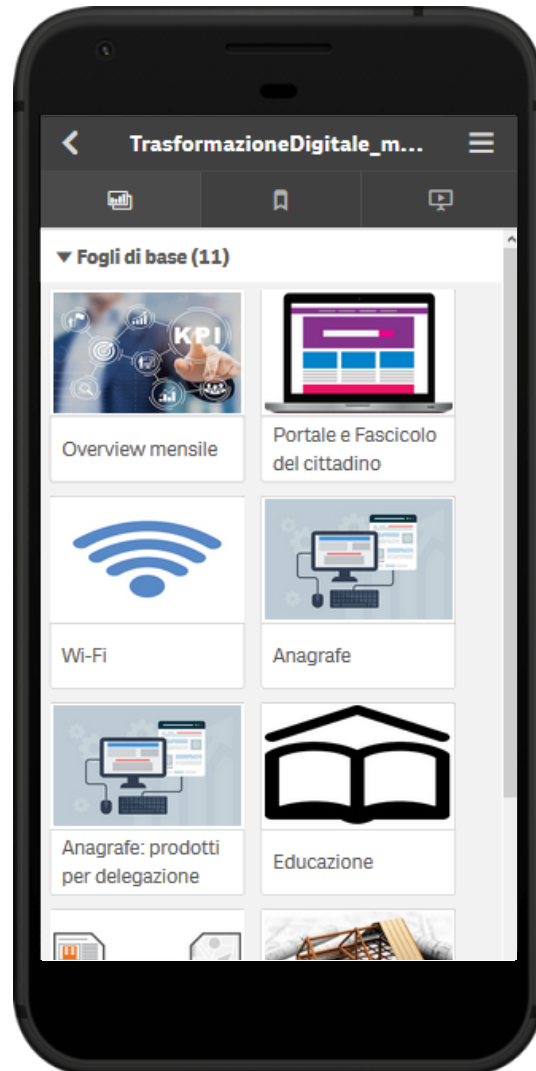 TrasformazioneDigitale_m...
Fogli di base (11)
KPI
Overview mensile
Portale e Fascicolo
del cittadino
Wi-Fi
Anagrafe
Anagrafe: prodotti
per delegazione
Educazione